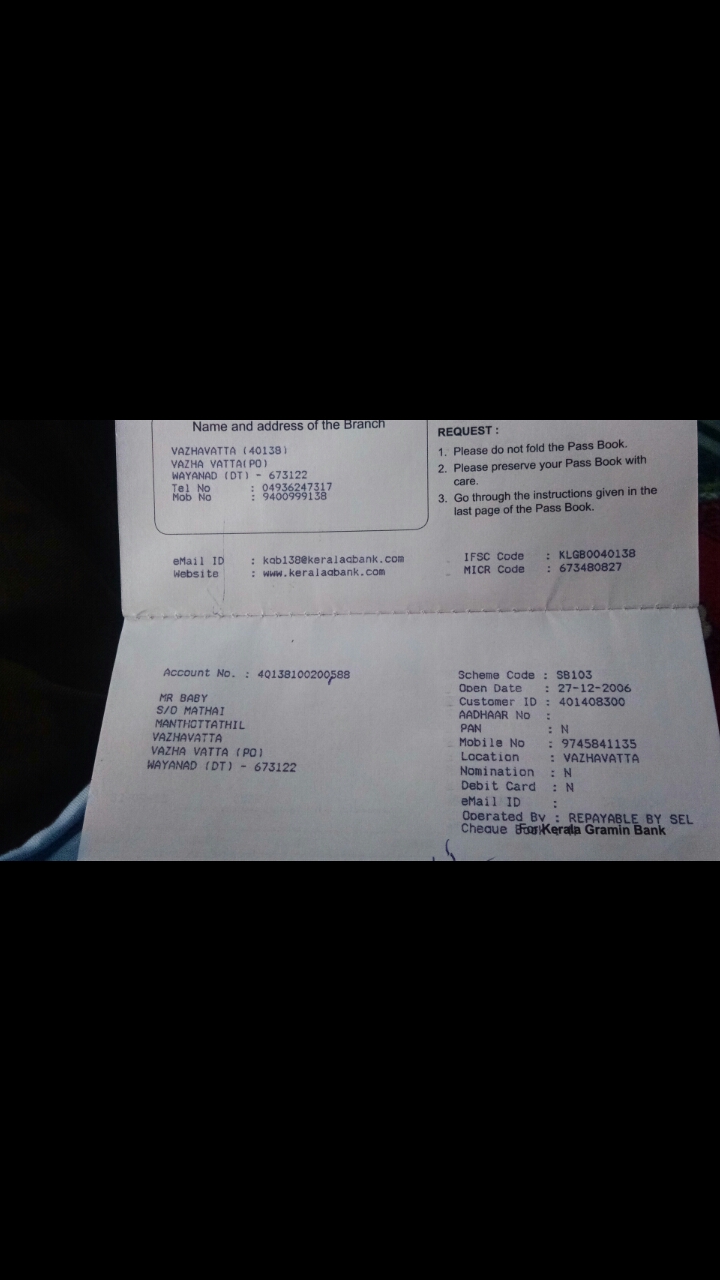 Name and address of the Branch
VAZHAVATTA (40138)
VAZHA VATTA(PO)
WAYANAD (DT) - 673122
Tel No : 04936247317
Mob No : 9400999138
REQUEST :
1. Please do not fold the Pass Book.
2. Please preserve your Pass Book with
care.
3. Go through the instructions given in the
last page of the Pass Book.
eMail ID : kgb138@keralagbank.com
Website : www.keralagbank.com
IFSC Code : KLGB0040138
MICR Code : 673480827
Account No. : 40138100200588
MR BABY
S/O MATHAI
MANTHOTTATHIL
VAZHAVATTA
VAZHA VATTA (PO)
WAYANAD (DT) - 673122
Scheme Code : SB103
Open Date : 27-12-2006
Customer ID : 401408300
AADHAAR No :
PAN : N
Mobile No : 9745841135
Location : VAZHAVATTA
Nomination : N
Debit Card : N
eMail ID :
Operated By : REPAYABLE BY SEL
Cheque
For Kerala Gramin Bank